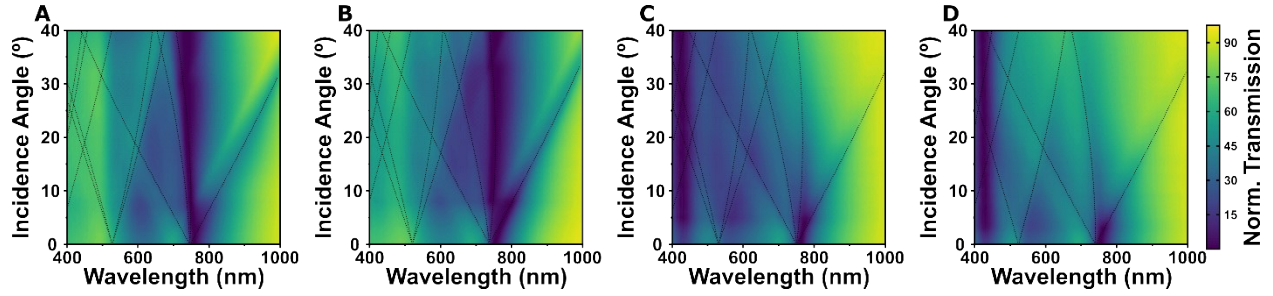 A
B
C
D
40
30
20
10
0
Incidence Angle (º)
400 600 800 1000
Wavelength (nm)
40
30
20
10
0
Incidence Angle (º)
400 600 800 1000
Wavelength (nm)
40
30
20
10
0
Incidence Angle (º)
400 600 800 1000
Wavelength (nm)
40
30
20
10
0
Incidence Angle (º)
400 600 800 1000
Wavelength (nm)
90
75
60
45
30
15
Norm. Transmission